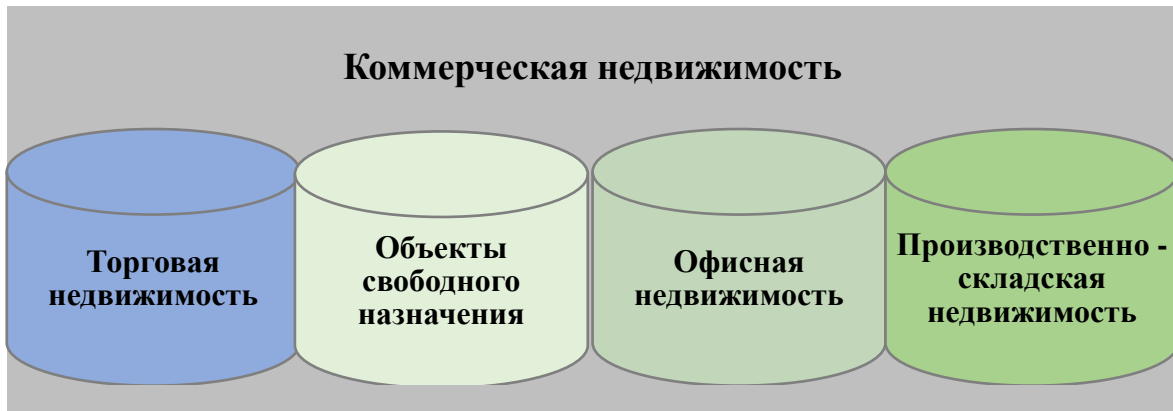 Коммерческая недвижимость
Торговая
недвижимость
Объекты
свободного
назначения
Офисная
недвижимость
Производственно -
складская
недвижимость